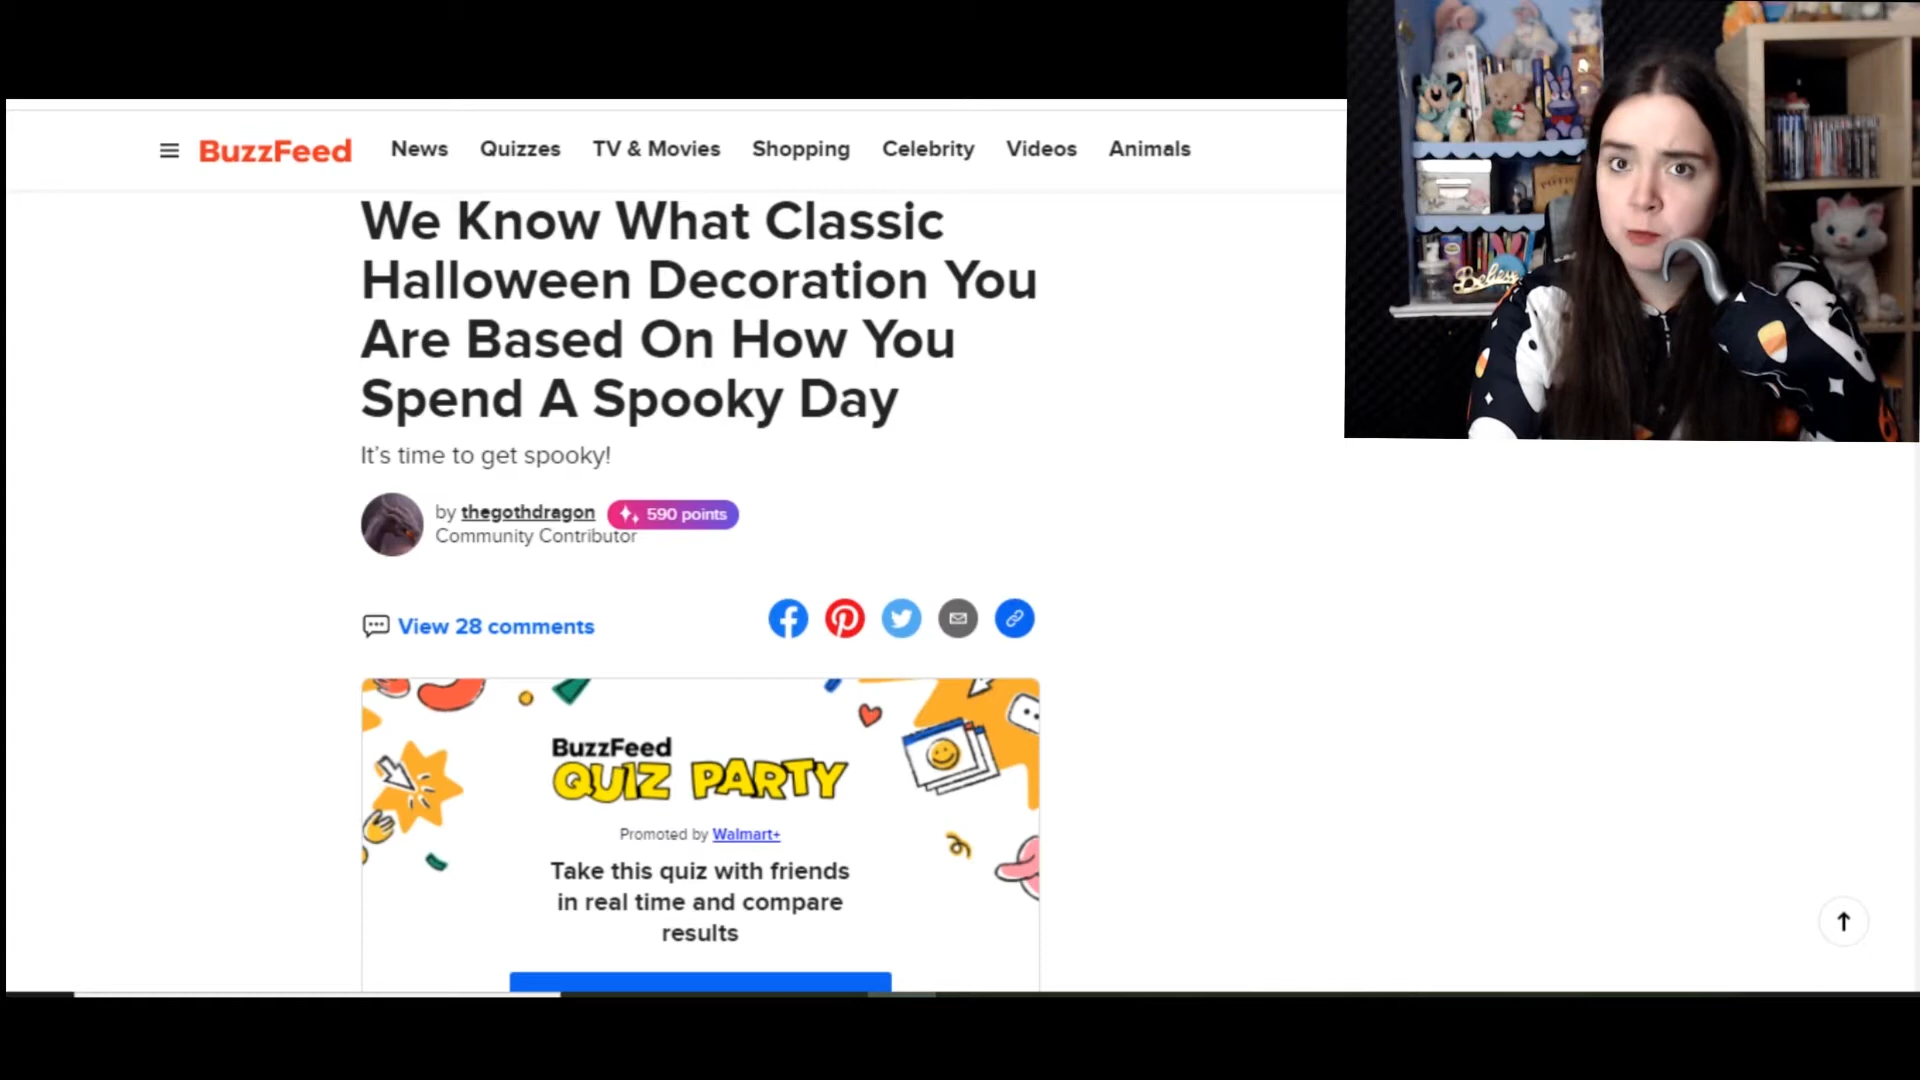 BuzzFeed News Quizzes TV & Movies Shopping Celebrity Videos Animals
We Know What Classic
Halloween Decoration You
Are Based On How You
Spend A Spooky Day
It's time to get spooky!
by thegothdragon 590 points
Community Contributor
View 28 comments
BuzzFeed
QUIZ PARTY
Promoted by Walmart+
Take this quiz with friends
in real time and compare
results
Believe